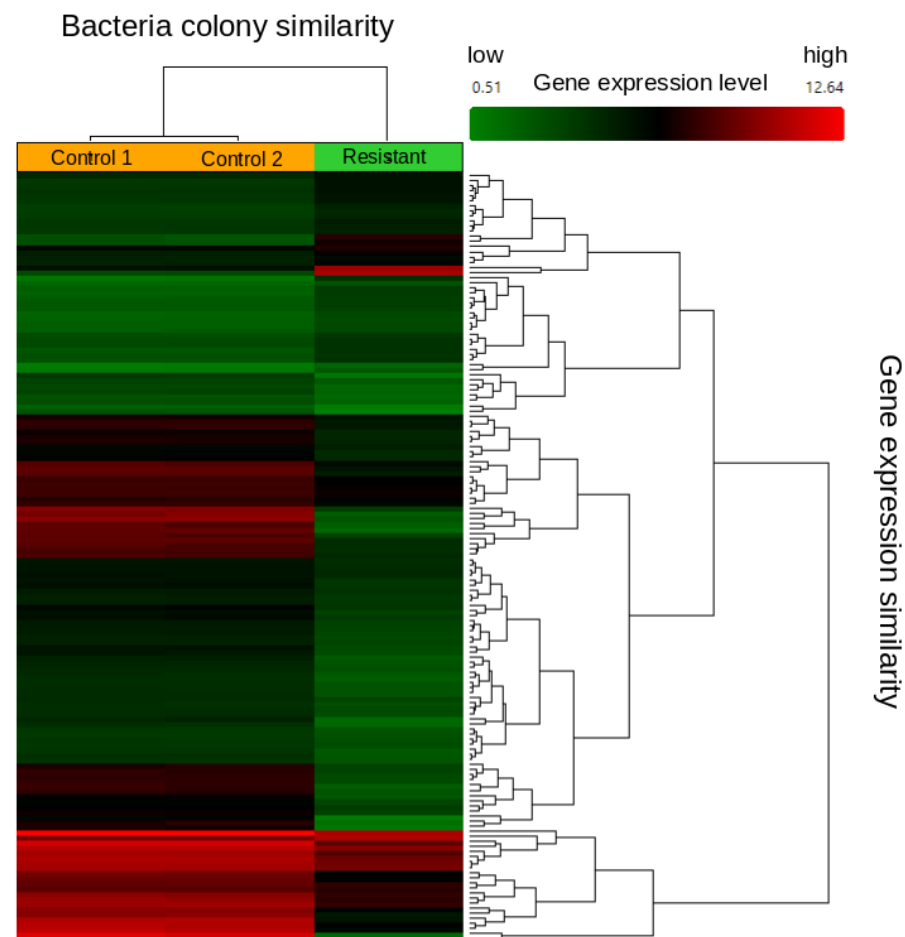 Bacteria colony similarity
low
high
0.51
Gene expression level
12.64
Control 1
Control 2
Resistant
Gene expression similarity